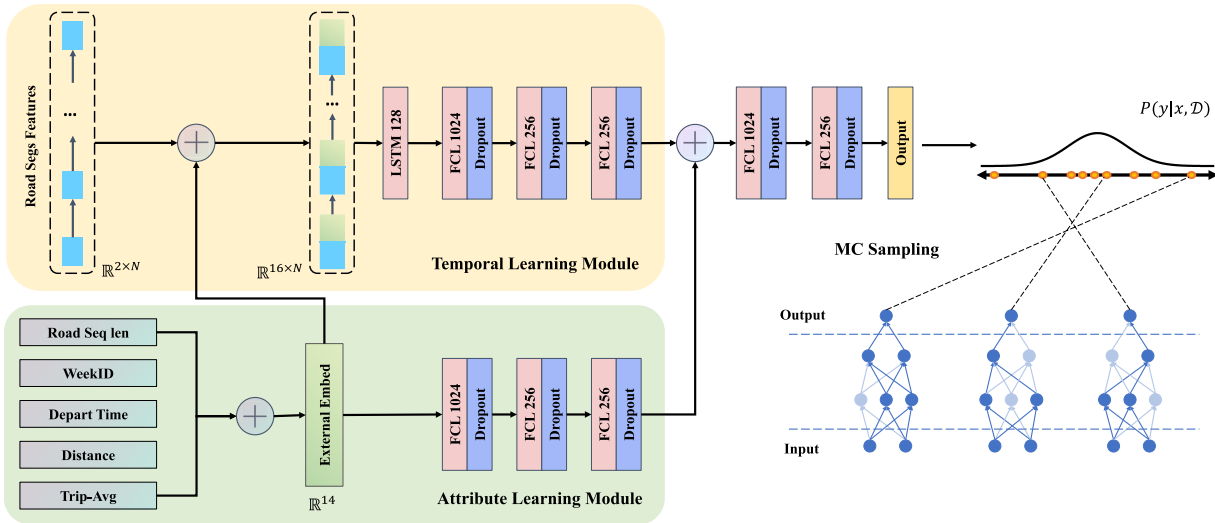 Road Segs Features
...
ℝ^{2×N}
...
ℝ^{16×N}
LSTM 128
FCL 1024
Dropout
FCL 256
Dropout
FCL 256
Dropout
Temporal Learning Module
FCL 1024
Dropout
FCL 256
Dropout
Output
P(y|x, 𝒟)
MC Sampling
Road Seq len
WeekID
Depart Time
Distance
Trip-Avg
External Embed
ℝ^{14}
FCL 1024
Dropout
FCL 256
Dropout
FCL 256
Dropout
Attribute Learning Module
Output
Input